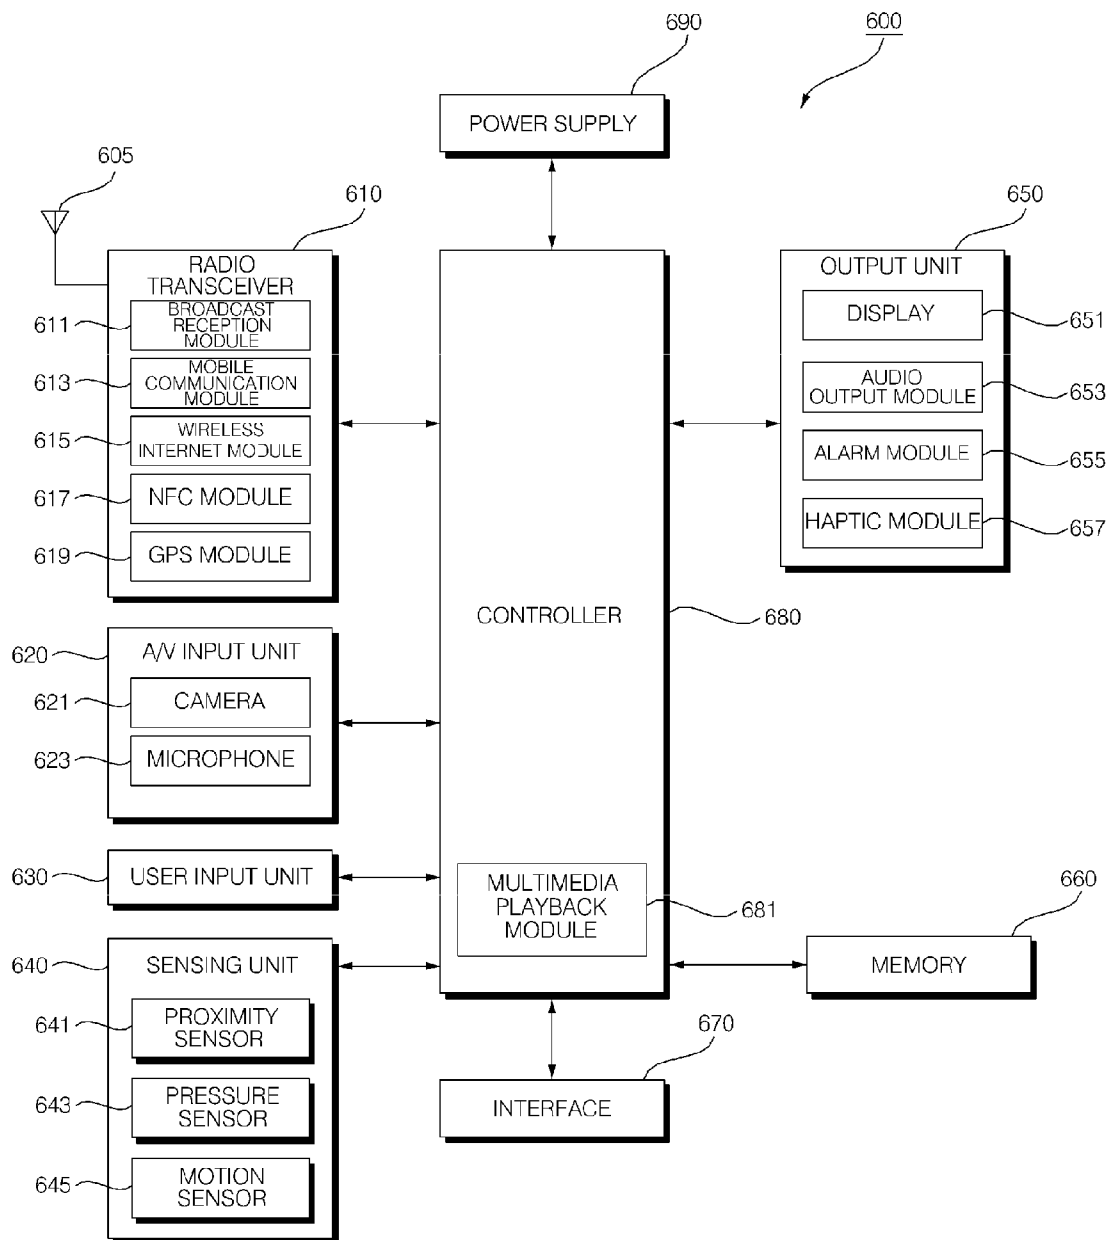 690
600
POWER SUPPLY
605
610
650
RADIO
TRANSCEIVER
611
BROADCAST
RECEPTION
MODULE
613
MOBILE
COMMUNICATION
MODULE
615
WIRELESS
INTERNET MODULE
617
NFC MODULE
619
GPS MODULE
OUTPUT UNIT
DISPLAY
651
AUDIO
OUTPUT MODULE
653
ALARM MODULE
655
HAPTIC MODULE
657
CONTROLLER
680
620
A/V INPUT UNIT
621
CAMERA
623
MICROPHONE
630
USER INPUT UNIT
MULTIMEDIA
PLAYBACK
MODULE
681
660
MEMORY
640
SENSING UNIT
641
PROXIMITY
SENSOR
643
PRESSURE
SENSOR
645
MOTION
SENSOR
670
INTERFACE